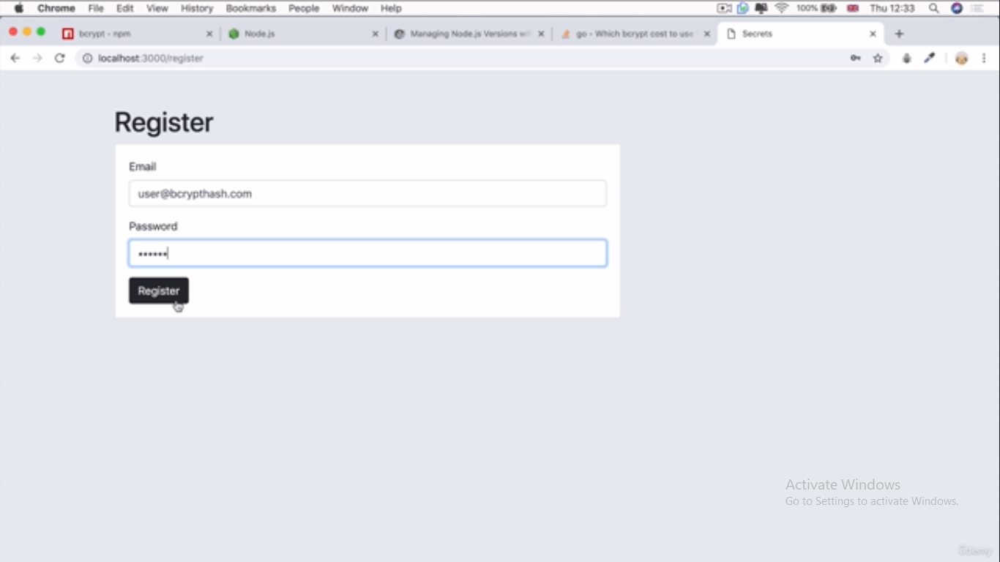 Chrome File Edit View History Bookmarks People Window Help 100% Thu 12:33
bcrypt - npm Node.js Managing Node.js Versions wit go - Which bcrypt cost to use Secrets
localhost:3000/register
Register
Email
user@bcrypthash.com
Password
••••••
Register
Activate Windows
Go to Settings to activate Windows.
ûdemy